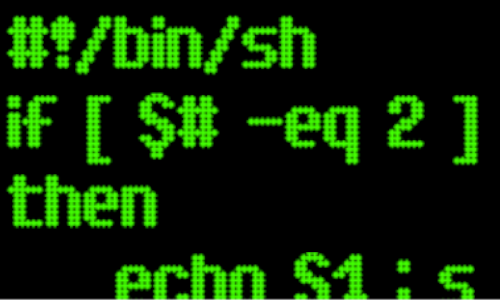 #!/bin/sh
if [ $# -eq 2 ]
then
echo $1 : s